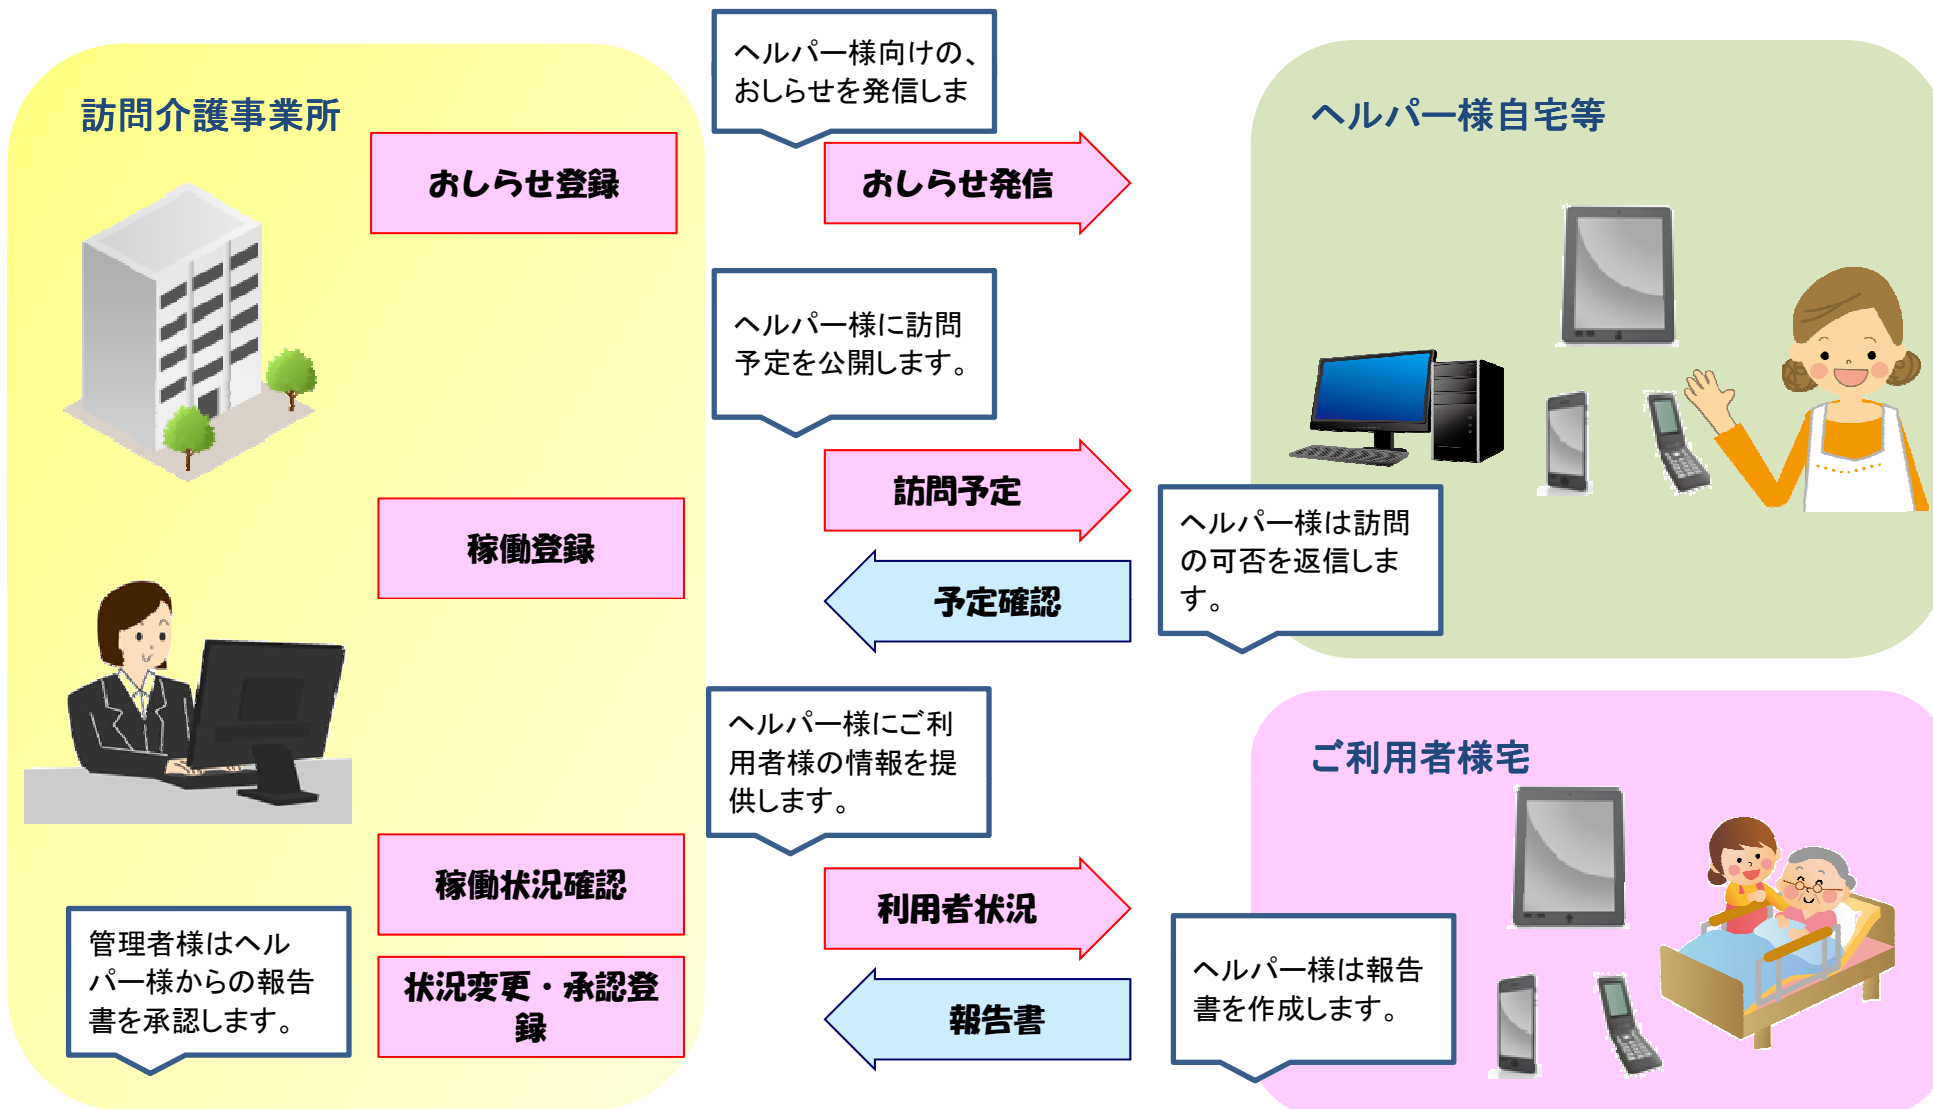 訪問介護事業所
ヘルパー様向けの、
おしらせを発信しま
ヘルパー様自宅等
おしらせ登録
おしらせ発信
ヘルパー様に訪問
予定を公開します。
訪問予定
稼働登録
ヘルパー様は訪問
の可否を返信しま
す。
予定確認
ヘルパー様にご利
用者様の情報を提
供します。
ご利用者様宅
稼働状況確認
利用者状況
管理者様はヘル
パー様からの報告
書を承認します。
状況変更・承認登
録
ヘルパー様は報告
書を作成します。
報告書